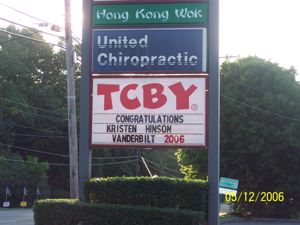 Hong Kong Wok
United
Chiropractic
TCBY®
CONGRATULATIONS
KRISTEN HINSON
VANDERBILT 2006
05/12/2006